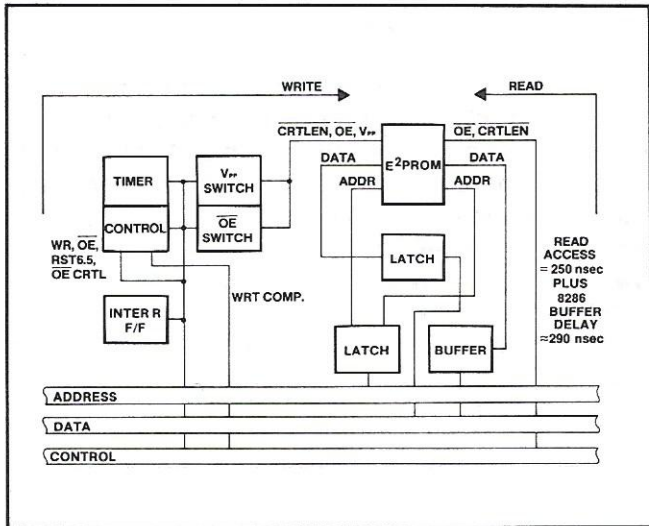 WRITE
READ
CRTLEN, OE, VPP
OE, CRTLEN
DATA
E²PROM
DATA
ADDR
ADDR
TIMER
VPP
SWITCH
CONTROL
OE
SWITCH
WR, OE,
RST6.5,
OE CRTL
LATCH
WRT COMP.
READ
ACCESS
= 250 nsec
PLUS
8286
BUFFER
DELAY
≈290 nsec
INTER R
F/F
LATCH
BUFFER
ADDRESS
DATA
CONTROL